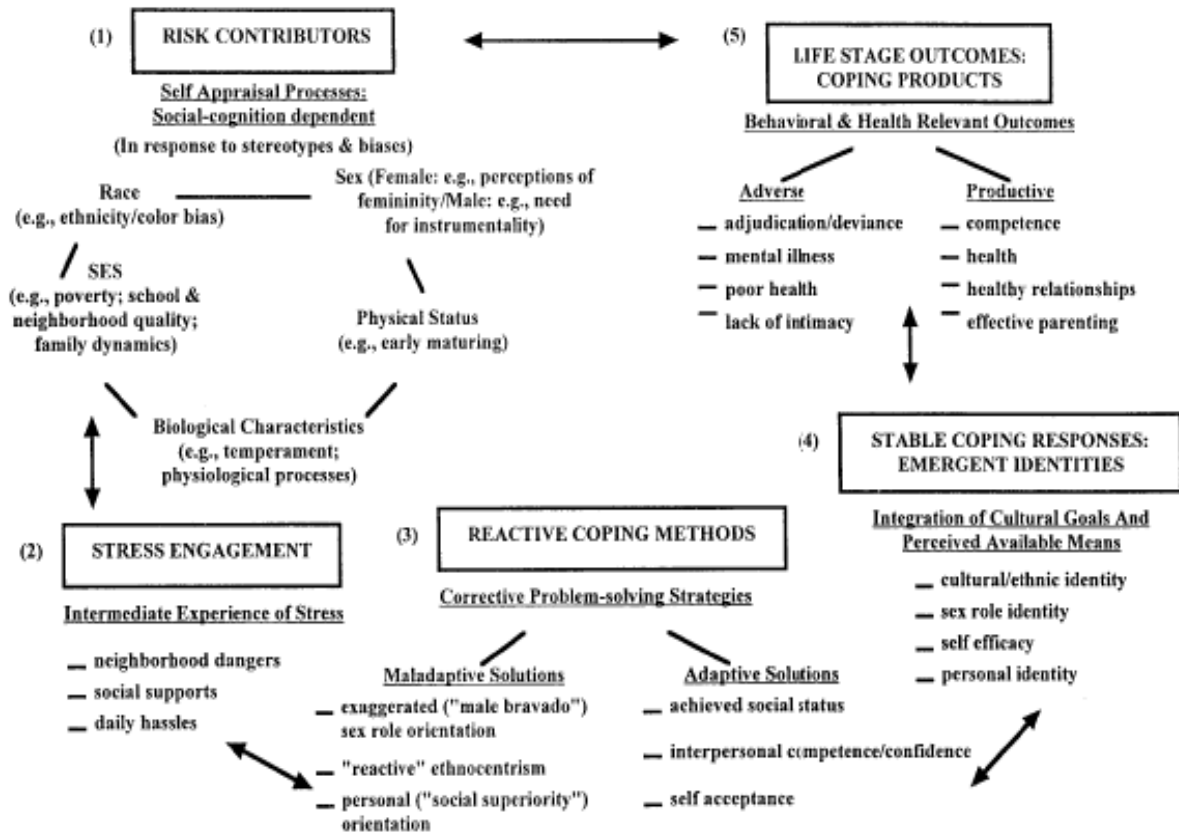 (1)
RISK CONTRIBUTORS
Self Appraisal Processes:
Social-cognition dependent
(In response to stereotypes & biases)
Race
(e.g., ethnicity/color bias)
Sex (Female: e.g., perceptions of
femininity/Male: e.g., need
for instrumentality)
SES
(e.g., poverty; school &
neighborhood quality;
family dynamics)
Physical Status
(e.g., early maturing)
Biological Characteristics
(e.g., temperament;
physiological processes)
(2)
STRESS ENGAGEMENT
Intermediate Experience of Stress
neighborhood dangers
social supports
daily hassles
(3)
REACTIVE COPING METHODS
Corrective Problem-solving Strategies
Maladaptive Solutions
exaggerated ("male bravado")
sex role orientation
"reactive" ethnocentrism
personal ("social superiority")
orientation
Adaptive Solutions
achieved social status
interpersonal competence/confidence
self acceptance
(4)
STABLE COPING RESPONSES:
EMERGENT IDENTITIES
Integration of Cultural Goals And
Perceived Available Means
cultural/ethnic identity
sex role identity
self efficacy
personal identity
(5)
LIFE STAGE OUTCOMES:
COPING PRODUCTS
Behavioral & Health Relevant Outcomes
Adverse
adjudication/deviance
mental illness
poor health
lack of intimacy
Productive
competence
health
healthy relationships
effective parenting